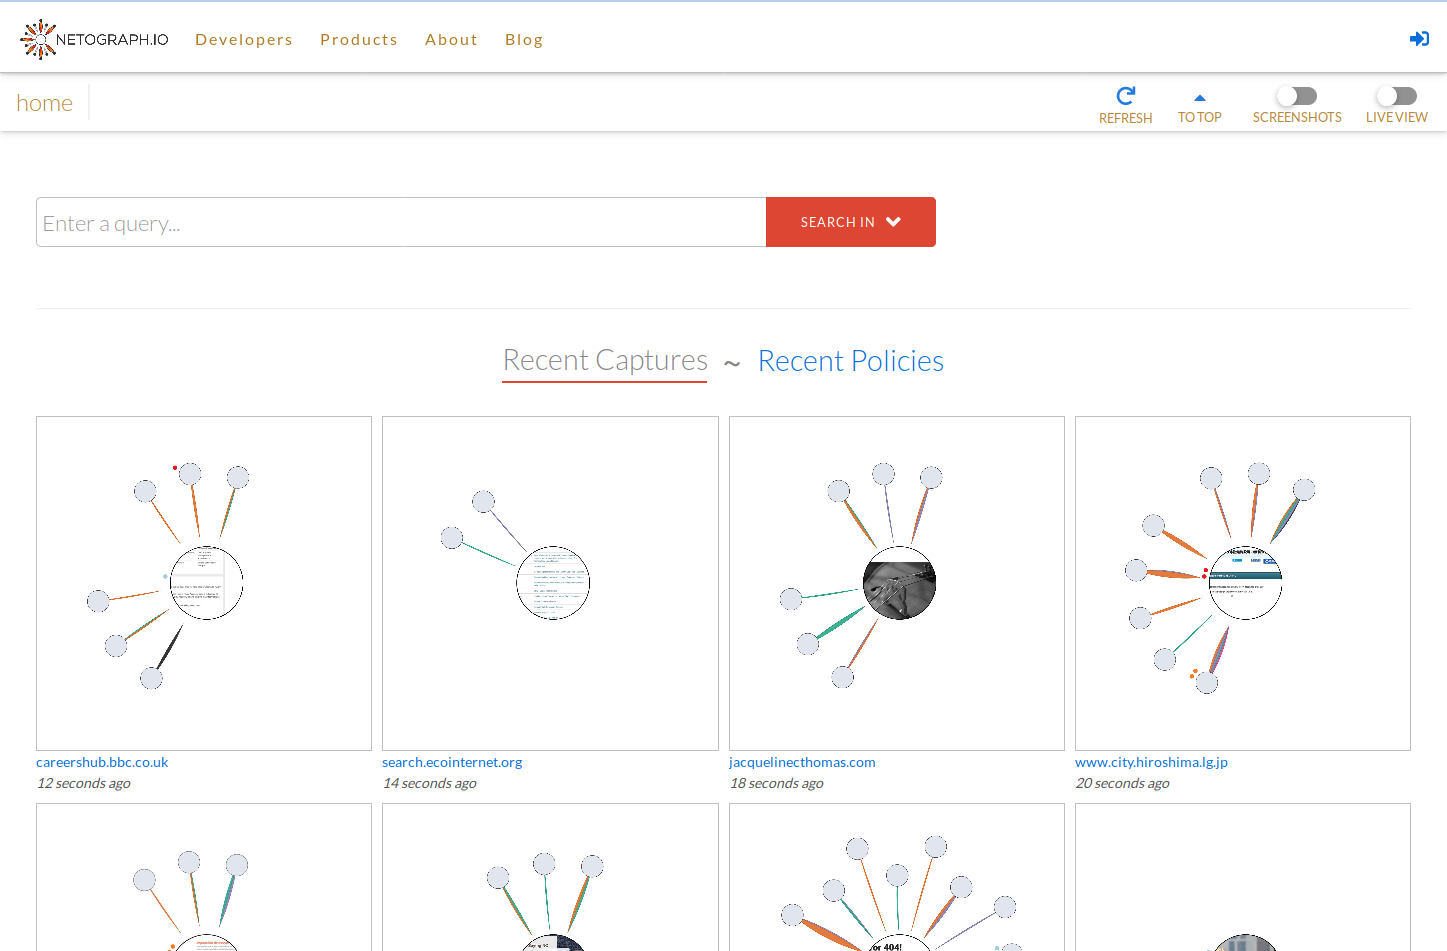 NETOGRAPH.IO Developers Products About Blog
home
REFRESH TO TOP SCREENSHOTS LIVE VIEW
Enter a query... SEARCH IN
Recent Captures ~ Recent Policies
careershub.bbc.co.uk search.ecointernet.org jacquelinecthomas.com www.city.hiroshima.lg.jp
12 seconds ago 14 seconds ago 18 seconds ago 20 seconds ago
or 404!